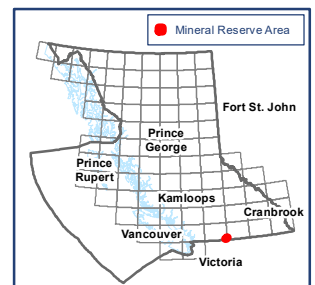 Mineral Reserve Area
Fort St. John
Prince
George
Prince
Rupert
Kamloops
Cranbrook
Vancouver
Victoria